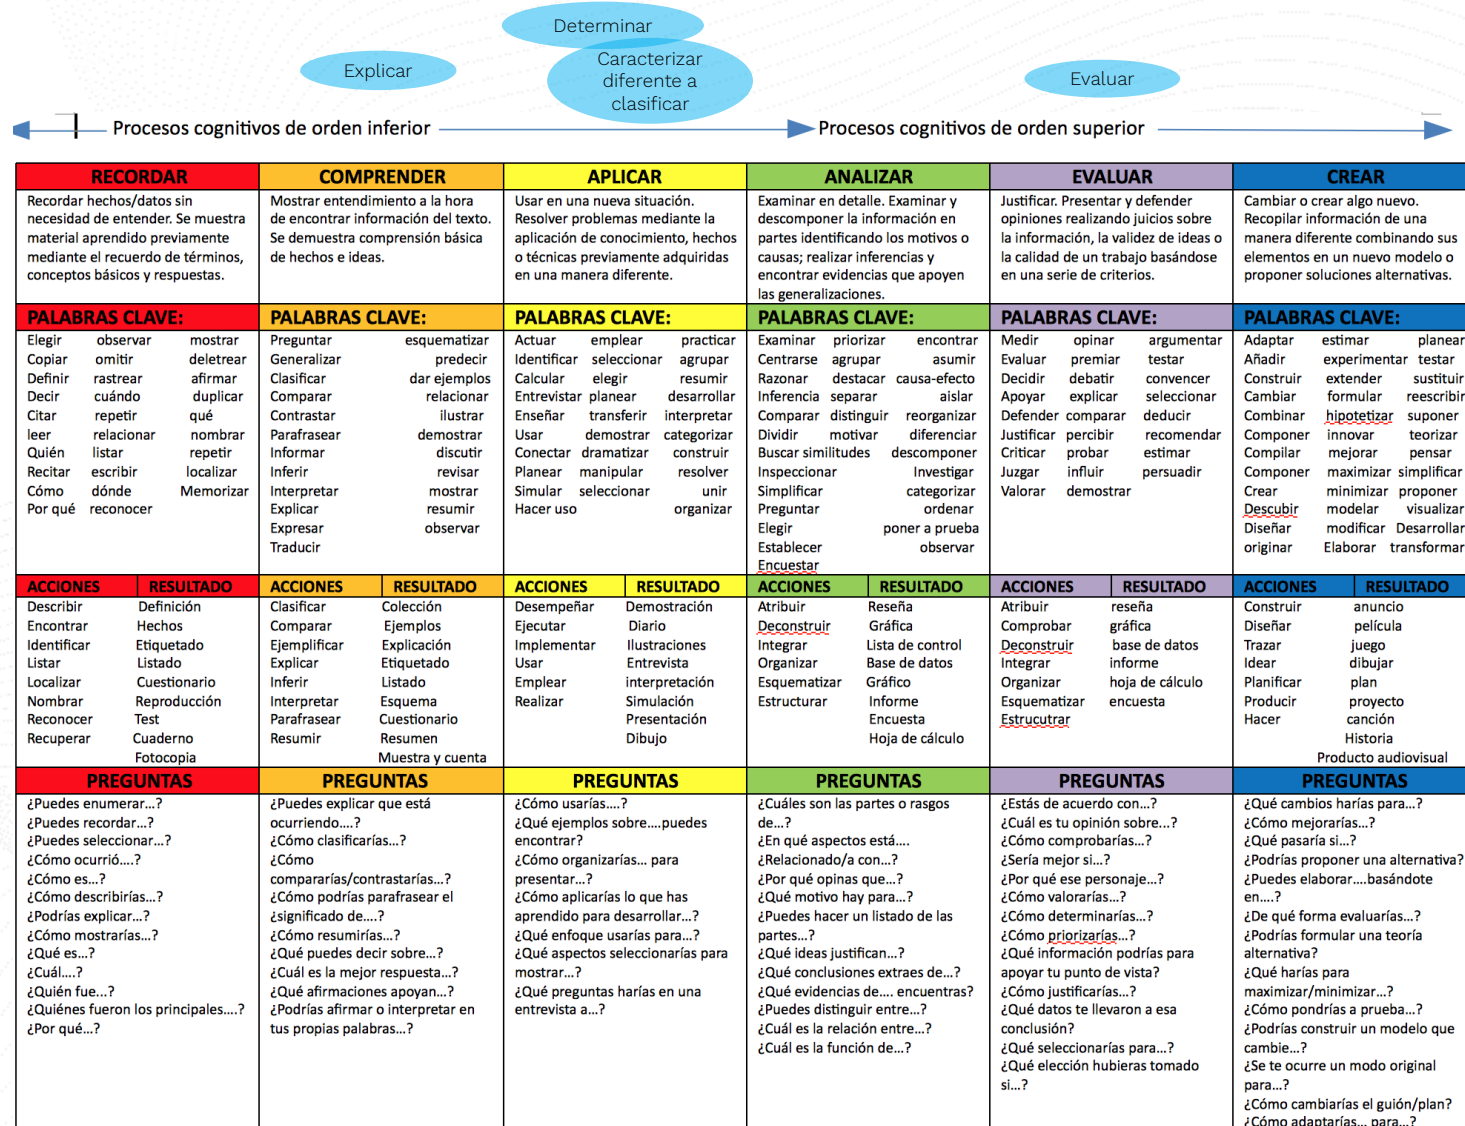 Determinar
Explicar
Caracterizar
diferente a
clasificar
Evaluar
Procesos cognitivos de orden inferior
Procesos cognitivos de orden superior
RECORDAR
Recordar hechos/datos sin
necesidad de entender. Se muestra
material aprendido previamente
mediante el recuerdo de términos,
conceptos básicos y respuestas.
PALABRAS CLAVE:
Elegir observar mostrar
Copiar omitir deletrear
Definir rastrear afirmar
Decir cuándo duplicar
Citar repetir qué
leer relacionar nombrar
Quién listar repetir
Recitar escribir localizar
Cómo dónde Memorizar
Por qué reconocer
ACCIONES RESULTADO
Describir Definición
Encontrar Hechos
Identificar Etiquetado
Listar Listado
Localizar Cuestionario
Nombrar Reproducción
Reconocer Test
Recuperar Cuaderno
Fotocopia
PREGUNTAS
¿Puedes enumerar…?
¿Puedes recordar…?
¿Puedes seleccionar…?
¿Cómo ocurrió….?
¿Cómo es…?
¿Cómo describirías…?
¿Podrías explicar…?
¿Cómo mostrarías…?
¿Qué es…?
¿Cuál….?
¿Quién fue…?
¿Quiénes fueron los principales….?
¿Por qué…?
COMPRENDER
Mostrar entendimiento a la hora
de encontrar información del texto.
Se demuestra comprensión básica
de hechos e ideas.
PALABRAS CLAVE:
Preguntar esquematizar
Generalizar predecir
Clasificar dar ejemplos
Comparar relacionar
Contrastar ilustrar
Parafrasear demostrar
Informar discutir
Inferir revisar
Interpretar mostrar
Explicar resumir
Expresar observar
Traducir
ACCIONES RESULTADO
Clasificar Colección
Comparar Ejemplos
Ejemplificar Explicación
Explicar Etiquetado
Inferir Listado
Interpretar Esquema
Parafrasear Cuestionario
Resumir Resumen
Muestra y cuenta
PREGUNTAS
¿Puedes explicar que está
ocurriendo….?
¿Cómo clasificarías…?
¿Cómo
compararías/contrastarías…?
¿Cómo podrías parafrasear el
¿significado de….?
¿Cómo resumirías…?
¿Qué puedes decir sobre…?
¿Cuál es la mejor respuesta…?
¿Qué afirmaciones apoyan…?
¿Podrías afirmar o interpretar en
tus propias palabras…?
APLICAR
Usar en una nueva situación.
Resolver problemas mediante la
aplicación de conocimiento, hechos
o técnicas previamente adquiridas
en una manera diferente.
PALABRAS CLAVE:
Actuar emplear practicar
Identificar seleccionar agrupar
Calcular elegir resumir
Entrevistar planear desarrollar
Enseñar transferir interpretar
Usar demostrar categorizar
Conectar dramatizar construir
Planear manipular resolver
Simular seleccionar unir
Hacer uso organizar
ACCIONES RESULTADO
Desempeñar Demostración
Ejecutar Diario
Implementar Ilustraciones
Usar Entrevista
Emplear interpretación
Realizar Simulación
Presentación
Dibujo
PREGUNTAS
¿Cómo usarías….?
¿Qué ejemplos sobre….puedes
encontrar?
¿Cómo organizarías… para
presentar…?
¿Cómo aplicarías lo que has
aprendido para desarrollar…?
¿Qué enfoque usarías para…?
¿Qué aspectos seleccionarías para
mostrar…?
¿Qué preguntas harías en una
entrevista a…?
ANALIZAR
Examinar en detalle. Examinar y
descomponer la información en
partes identificando los motivos o
causas; realizar inferencias y
encontrar evidencias que apoyen
las generalizaciones.
PALABRAS CLAVE:
Examinar priorizar encontrar
Centrarse agrupar asumir
Razonar destacar causa-efecto
Inferencia separar aislar
Comparar distinguir reorganizar
Dividir motivar diferenciar
Buscar similitudes descomponer
Inspeccionar Investigar
Simplificar categorizar
Preguntar ordenar
Elegir poner a prueba
Establecer observar
Encuestar
ACCIONES RESULTADO
Atribuir Reseña
Deconstruir Gráfica
Integrar Lista de control
Organizar Base de datos
Esquematizar Gráfico
Estructurar Informe
Encuesta
Hoja de cálculo
PREGUNTAS
¿Cuáles son las partes o rasgos
de…?
¿En qué aspectos está….
¿Relacionado/a con…?
¿Por qué opinas que…?
¿Qué motivo hay para…?
¿Puedes hacer un listado de las
partes…?
¿Qué ideas justifican…?
¿Qué conclusiones extraes de…?
¿Qué evidencias de…. encuentras?
¿Puedes distinguir entre…?
¿Cuál es la relación entre…?
¿Cuál es la función de…?
EVALUAR
Justificar. Presentar y defender
opiniones realizando juicios sobre
la información, la validez de ideas o
la calidad de un trabajo basándose
en una serie de criterios.
PALABRAS CLAVE:
Medir opinar argumentar
Evaluar premiar testar
Decidir debatir convencer
Apoyar explicar seleccionar
Defender comparar deducir
Justificar percibir recomendar
Criticar probar estimar
Juzgar influir persuadir
Valorar demostrar
ACCIONES RESULTADO
Atribuir reseña
Comprobar gráfica
Deconstruir base de datos
Integrar informe
Organizar hoja de cálculo
Esquematizar encuesta
Estrucutrar
PREGUNTAS
¿Estás de acuerdo con…?
¿Cuál es tu opinión sobre…?
¿Cómo comprobarías…?
¿Sería mejor si…?
¿Por qué ese personaje…?
¿Cómo valorarías…?
¿Cómo determinarías…?
¿Cómo priorizarías…?
¿Qué información podrías para
apoyar tu punto de vista?
¿Cómo justificarías…?
¿Qué datos te llevaron a esa
conclusión?
¿Qué seleccionarías para…?
¿Qué elección hubieras tomado
si…?
CREAR
Cambiar o crear algo nuevo.
Recopilar información de una
manera diferente combinando sus
elementos en un nuevo modelo o
proponer soluciones alternativas.
PALABRAS CLAVE:
Adaptar estimar planear
Añadir experimentar testar
Construir extender sustituir
Cambiar formular reescribir
Combinar hipotetizar suponer
Componer innovar teorizar
Compilar mejorar pensar
Componer maximizar simplificar
Crear minimizar proponer
Descubir modelar visualizar
Diseñar modificar Desarrollar
originar Elaborar transformar
ACCIONES RESULTADO
Construir anuncio
Diseñar película
Trazar juego
Idear dibujar
Planificar plan
Producir proyecto
Hacer canción
Historia
Producto audiovisual
PREGUNTAS
¿Qué cambios harías para…?
¿Cómo mejorarías…?
¿Qué pasaría si…?
¿Podrías proponer una alternativa?
¿Puedes elaborar….basándote
en….?
¿De qué forma evaluarías…?
¿Podrías formular una teoría
alternativa?
¿Qué harías para
maximizar/minimizar…?
¿Cómo pondrías a prueba…?
¿Podrías construir un modelo que
cambie…?
¿Se te ocurre un modo original
para…?
¿Cómo cambiarías el guión/plan?
¿Cómo adaptarías… para…?